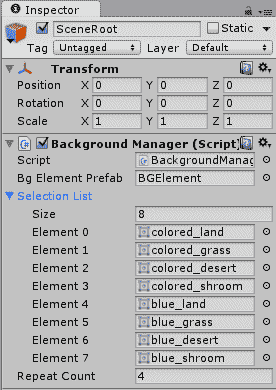 Inspector
SceneRoot Static
Tag Untagged Layer Default
Transform
Position X 0 Y 0 Z 0
Rotation X 0 Y 0 Z 0
Scale X 1 Y 1 Z 1
Background Manager (Script)
Script BackgroundManag
Bg Element Prefab BGElement
Selection List
Size 8
Element 0 colored_land
Element 1 colored_grass
Element 2 colored_desert
Element 3 colored_shroom
Element 4 blue_land
Element 5 blue_grass
Element 6 blue_desert
Element 7 blue_shroom
Repeat Count 4